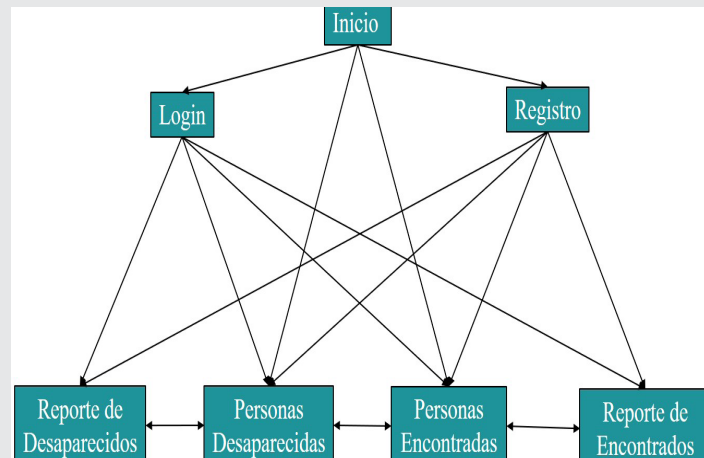 Inicio
Login
Registro
Reporte de
Desaparecidos
Personas
Desaparecidas
Personas
Encontradas
Reporte de
Encontrados